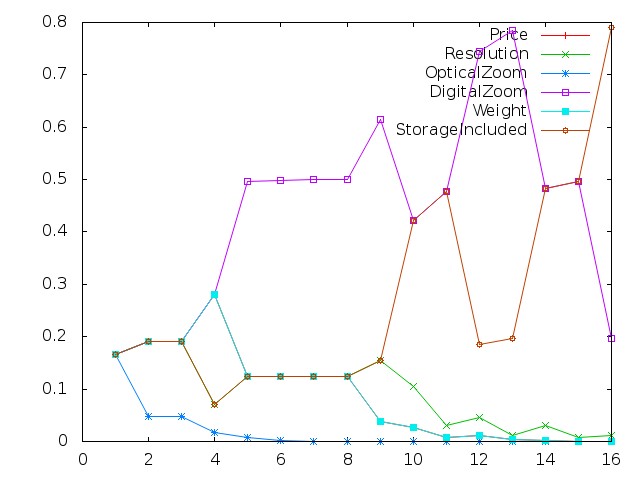 0.8
Price
Resolution
0.7
OpticalZoom
DigitalZoom
Weight
0.6
StorageIncluded
0.5
0.4
0.3
0.2
0.1
0
0 2 4 6 8 10 12 14 16